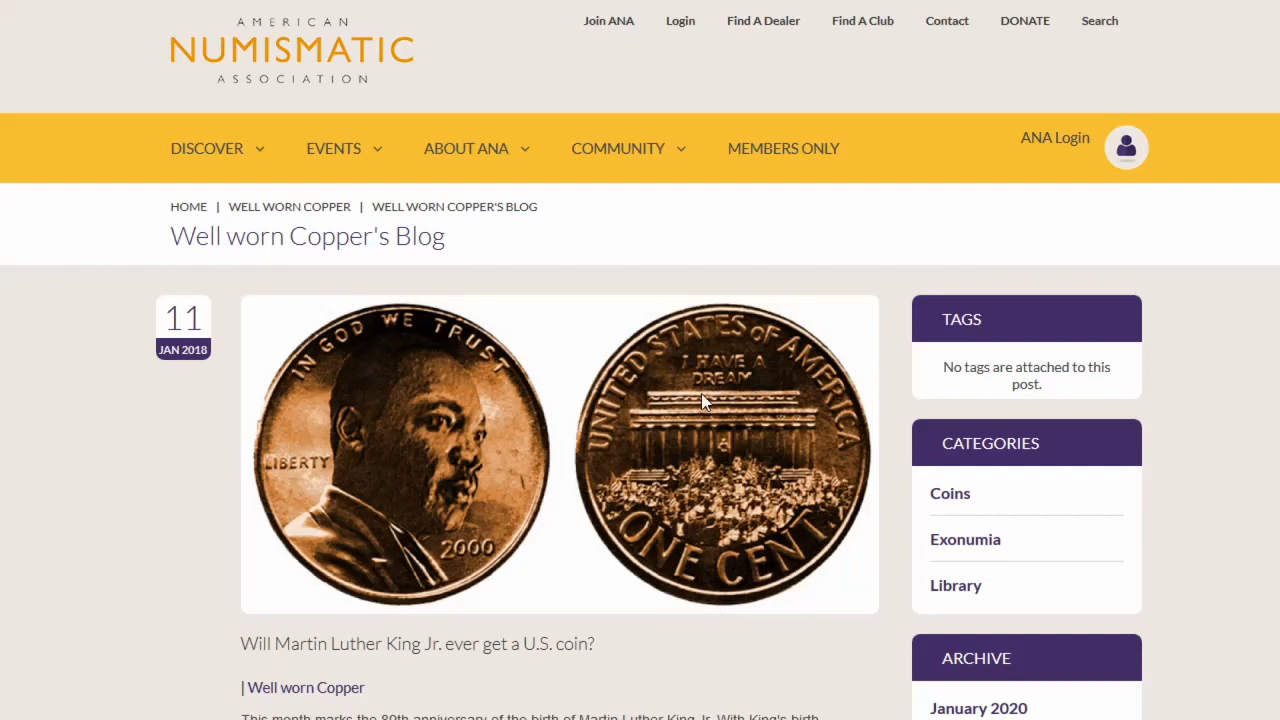 AMERICAN
NUMISMATIC
ASSOCIATION
Join ANA Login Find A Dealer Find A Club Contact DONATE Search
DISCOVER EVENTS ABOUT ANA COMMUNITY MEMBERS ONLY
ANA Login
HOME | WELL WORN COPPER | WELL WORN COPPER'S BLOG
Well worn Copper's Blog
11
JAN 2018
IN GOD WE TRUST
LIBERTY
2000
UNITED STATES OF AMERICA
I HAVE A
DREAM
ONE CENT
Will Martin Luther King Jr. ever get a U.S. coin?
| Well worn Copper
This month marks the 89th anniversary of the birth of Martin Luther King Jr. With King's birth
TAGS
No tags are attached to this
post.
CATEGORIES
Coins
Exonumia
Library
ARCHIVE
January 2020